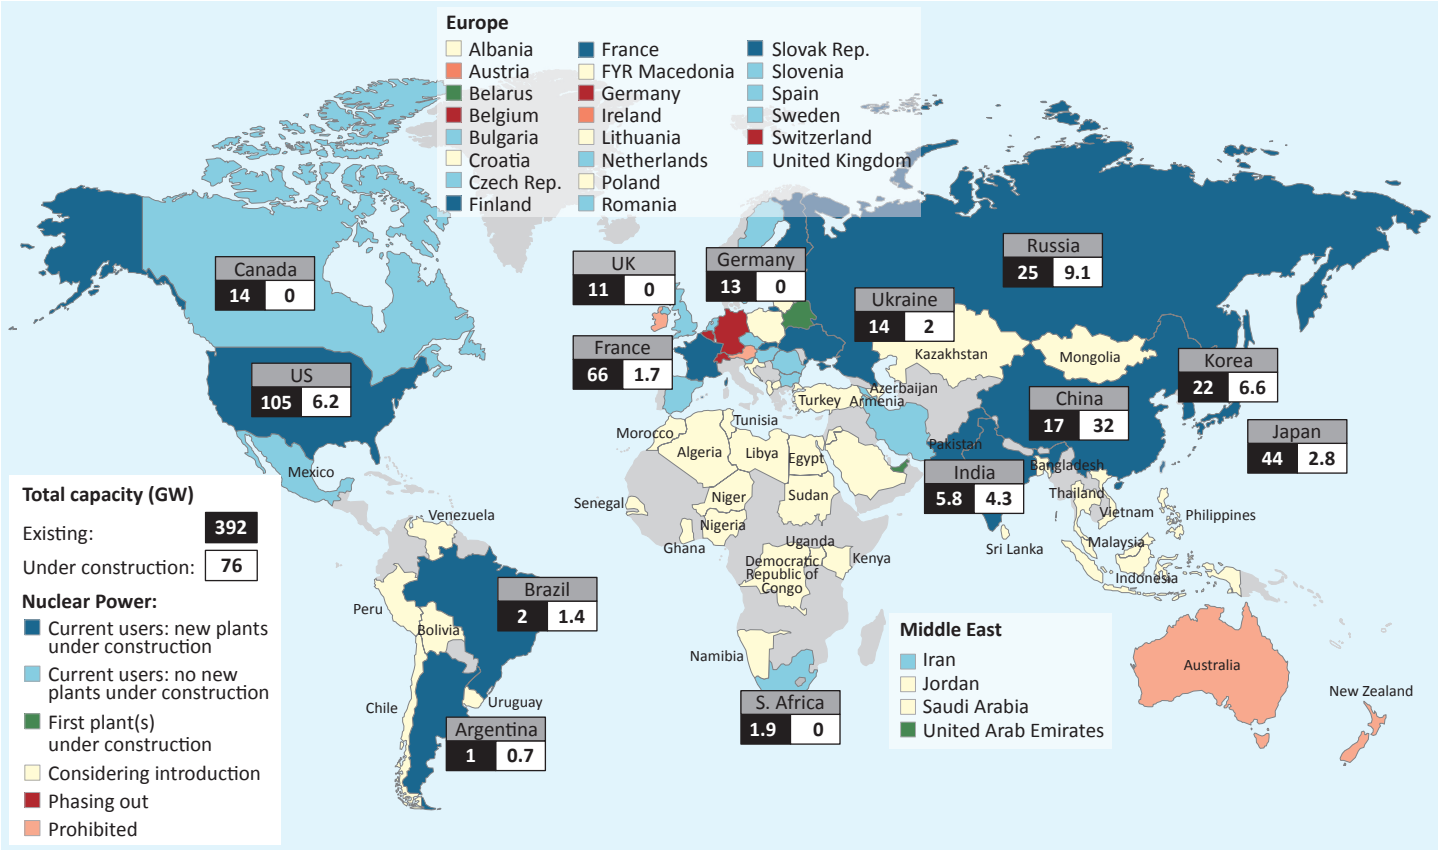 Europe
Albania
Austria
Belarus
Belgium
Bulgaria
Croatia
Czech Rep.
Finland
France
FYR Macedonia
Germany
Ireland
Lithuania
Netherlands
Poland
Romania
Slovak Rep.
Slovenia
Spain
Sweden
Switzerland
United Kingdom
Canada
14 0
US
105 6.2
Mexico
UK
11 0
Germany
13 0
France
66 1.7
Russia
25 9.1
Ukraine
14 2
Kazakhstan
Mongolia
Korea
22 6.6
China
17 32
Japan
44 2.8
Azerbaijan
Armenia
Turkey
Tunisia
Morocco
Algeria
Libya
Egypt
Pakistan
India
5.8 4.3
Bangladesh
Thailand
Vietnam
Philippines
Sri Lanka
Malaysia
Indonesia
Senegal
Niger
Nigeria
Ghana
Sudan
Uganda
Kenya
Democratic
Republic of
Congo
Namibia
S. Africa
1.9 0
Venezuela
Brazil
2 1.4
Peru
Bolivia
Chile
Uruguay
Argentina
1 0.7
Australia
New Zealand
Total capacity (GW)
Existing: 392
Under construction: 76
Nuclear Power:
Current users: new plants
under construction
Current users: no new
plants under construction
First plant(s)
under construction
Considering introduction
Phasing out
Prohibited
Middle East
Iran
Jordan
Saudi Arabia
United Arab Emirates